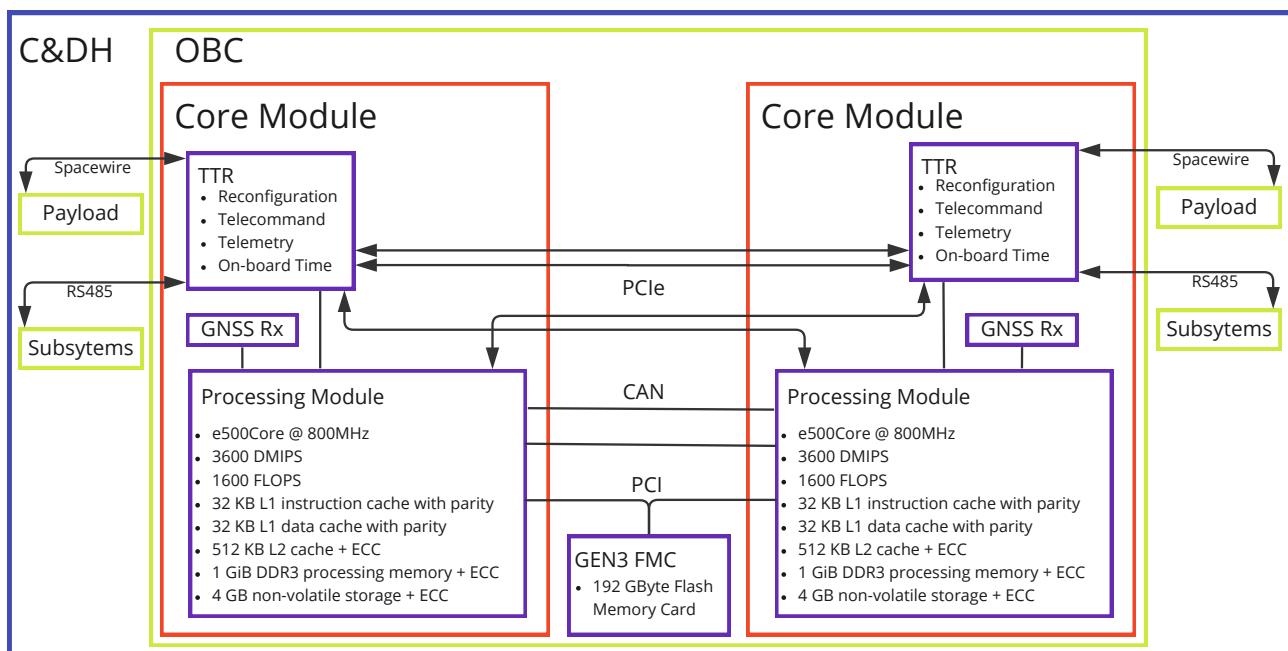 C&DH
OBC
Core Module
Core Module
Spacewire
Payload
RS485
Subsytems
TTR
• Reconfiguration
• Telecommand
• Telemetry
• On-board Time
TTR
• Reconfiguration
• Telecommand
• Telemetry
• On-board Time
Spacewire
Payload
RS485
Subsytems
PCIe
GNSS Rx
GNSS Rx
Processing Module
• e500Core @ 800MHz
• 3600 DMIPS
• 1600 FLOPS
• 32 KB L1 instruction cache with parity
• 32 KB L1 data cache with parity
• 512 KB L2 cache + ECC
• 1 GiB DDR3 processing memory + ECC
• 4 GB non-volatile storage + ECC
CAN
PCI
GEN3 FMC
• 192 GByte Flash
Memory Card
Processing Module
• e500Core @ 800MHz
• 3600 DMIPS
• 1600 FLOPS
• 32 KB L1 instruction cache with parity
• 32 KB L1 data cache with parity
• 512 KB L2 cache + ECC
• 1 GiB DDR3 processing memory + ECC
• 4 GB non-volatile storage + ECC